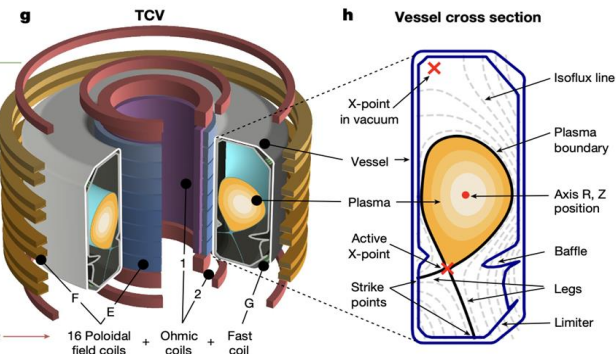 g
TCV
F
E
1
2
G
16 Poloidal
field coils
+
Ohmic
coils
+
Fast
coil
h
Vessel cross section
X-point
in vacuum
Vessel
Plasma
Active
X-point
Strike
points
Isoflux line
Plasma
boundary
Axis R, Z
position
Baffle
Legs
Limiter